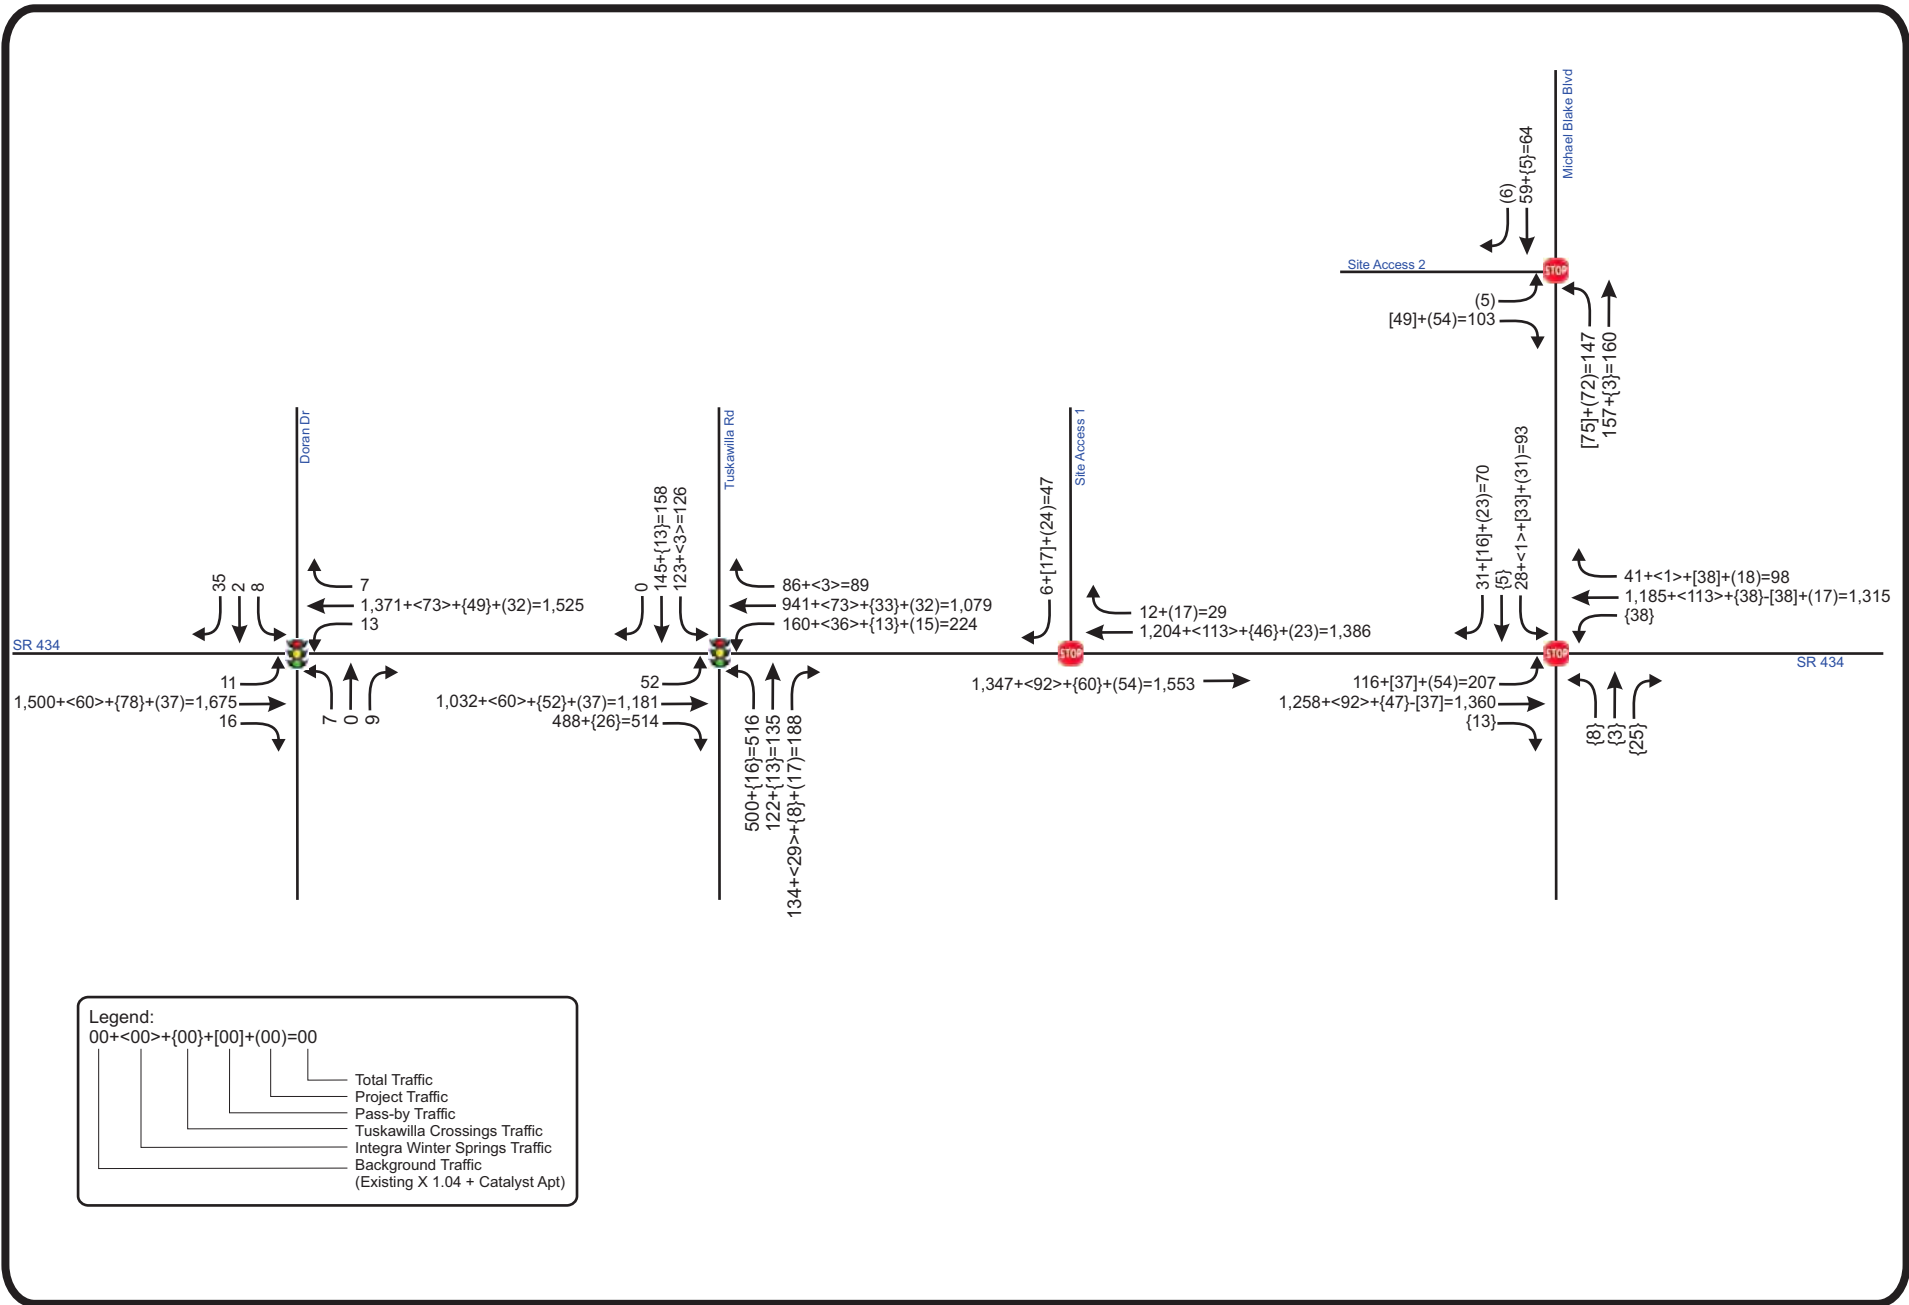 Michael Blake Blvd
(6)
59+{5}=64
Site Access 2
(5)
[49]+(54)=103
[75]+(72)=147
157+{3}=160
Doran Dr
35
2
8
7
1,371+<73>+{49}+(32)=1,525
13
SR 434
11
1,500+<60>+{78}+(37)=1,675
16
7
0
9
Tuskawilla Rd
0
145+{13}=158
123+<3>=126
86+<3>=89
941+<73>+{33}+(32)=1,079
160+<36>+{13}+(15)=224
52
1,032+<60>+{52}+(37)=1,181
488+{26}=514
500+{16}=516
122+{13}=135
134+<29>+{8}+(17)=188
Site Access 1
6+[17]+(24)=47
12+(17)=29
1,204+<113>+{46}+(23)=1,386
1,347+<92>+{60}+(54)=1,553
31+[16]+(23)=70
{5}
28+<1>+[33]+(31)=93
41+<1>+[38]+(18)=98
1,185+<113>+{38}-[38]+(17)=1,315
{38}
SR 434
116+[37]+(54)=207
1,258+<92>+{47}-[37]=1,360
{13}
{8}
{3}
{25}
STOP
STOP
STOP
Legend:
00+<00>+{00}+[00]+(00)=00
Total Traffic
Project Traffic
Pass-by Traffic
Tuskawilla Crossings Traffic
Integra Winter Springs Traffic
Background Traffic
(Existing X 1.04 + Catalyst Apt)